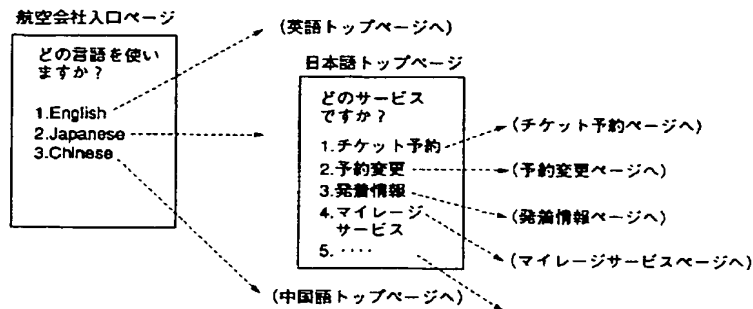 航空会社入口ページ
どの言語を使い
ますか？
1.English
2.Japanese
3.Chinese
(英語トップページへ)
日本語トップページ
どのサービス
ですか？
1.チケット予約
2.予約変更
3.発着情報
4.マイレージ
サービス
5.‥‥
(チケット予約ページへ)
(予約変更ページへ)
(発着情報ページへ)
(マイレージサービスページへ)
(中国語トップページへ)